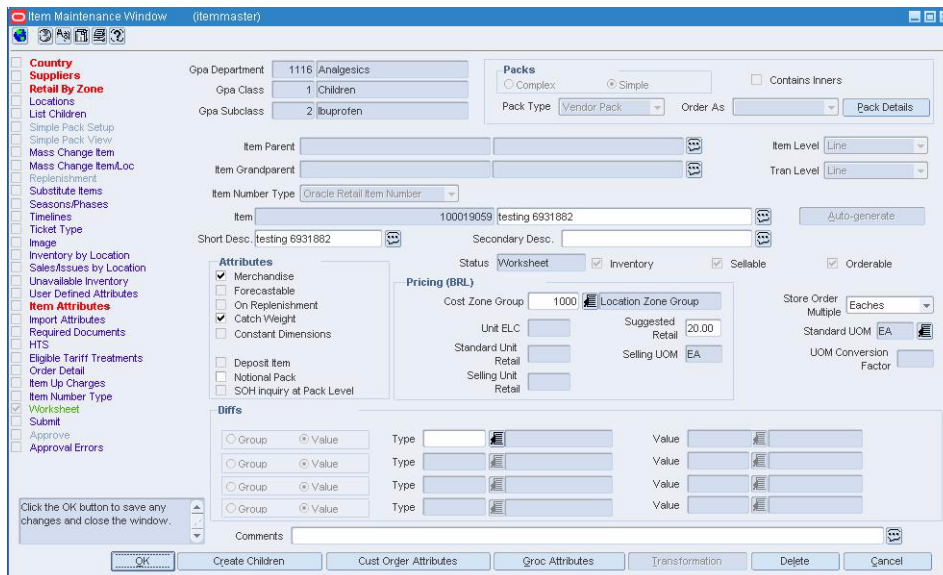 Item Maintenance Window (itemmaster)
Country
Suppliers
Retail By Zone
Locations
List Children
Simple Pack Setup
Simple Pack View
Mass Change Item
Mass Change Item/Loc
Replenishment
Substitute Items
Seasons/Phases
Timelines
Ticket Type
Image
Inventory by Location
Sales/Issues by Location
Unavailable Inventory
User Defined Attributes
Item Attributes
Import Attributes
Required Documents
HTS
Eligible Tariff Treatments
Order Detail
Item Up Charges
Item Number Type
Worksheet
Submit
Approve
Approval Errors
Click the OK button to save any
changes and close the window.
Gpa Department 1116 Analgesics
Gpa Class 1 Children
Gpa Subclass 2 Ibuprofen
Packs
Complex Simple
Contains Inners
Pack Type Vendor Pack Order As Pack Details
Item Parent Item Level Line
Item Grandparent Tran Level Line
Item Number Type Oracle Retail Item Number
Item 100019059 testing 6931882 Auto-generate
Short Desc. testing 6931882 Secondary Desc.
Status Worksheet Inventory Sellable Orderable
Attributes
Merchandise
Forecastable
On Replenishment
Catch Weight
Constant Dimensions
Deposit Item
Notional Pack
SOH inquiry at Pack Level
Pricing (BRL)
Cost Zone Group 1000 Location Zone Group
Unit ELC
Suggested
Retail 20.00
Standard Unit
Retail
Selling UOM EA
Selling Unit
Retail
Store Order
Multiple Eaches
Standard UOM EA
UOM Conversion
Factor
Diffs
Group Value Type Value
Group Value Type Value
Group Value Type Value
Group Value Type Value
Comments
OK Create Children Cust Order Attributes Groc Attributes Transformation Delete Cancel